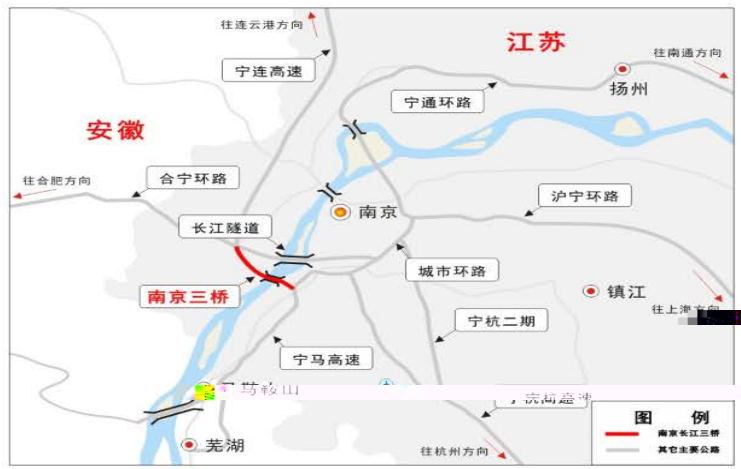 往连云港方向
江苏
往南通方向
宁连高速
扬州
宁通环路
安徽
往合肥方向
合宁环路
沪宁环路
南京
长江隧道
城市环路
南京三桥
镇江
往上海方向
宁杭二期
宁马高速
马鞍山
宁杭高速
图 例
南京长江三桥
其它主要公路
芜湖
往杭州方向